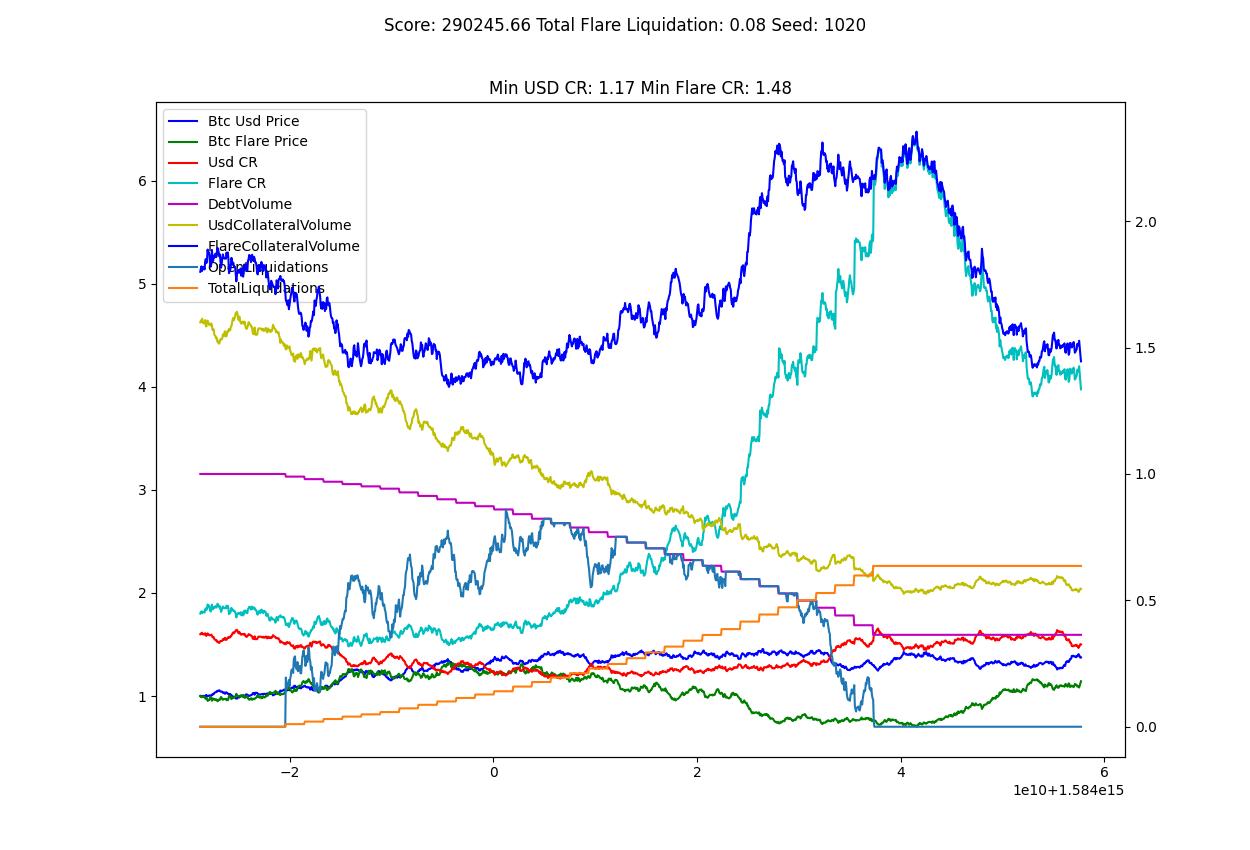 Score: 290245.66 Total Flare Liquidation: 0.08 Seed: 1020
Min USD CR: 1.17 Min Flare CR: 1.48
Btc Usd Price
Btc Flare Price
Usd CR
Flare CR
DebtVolume
UsdCollateralVolume
FlareCollateralVolume
OpenLiquidations
TotalLiquidations
6
5
4
3
2
1
2.0
1.5
1.0
0.5
0.0
−2
0
2
4
6
1e10+1.584e15